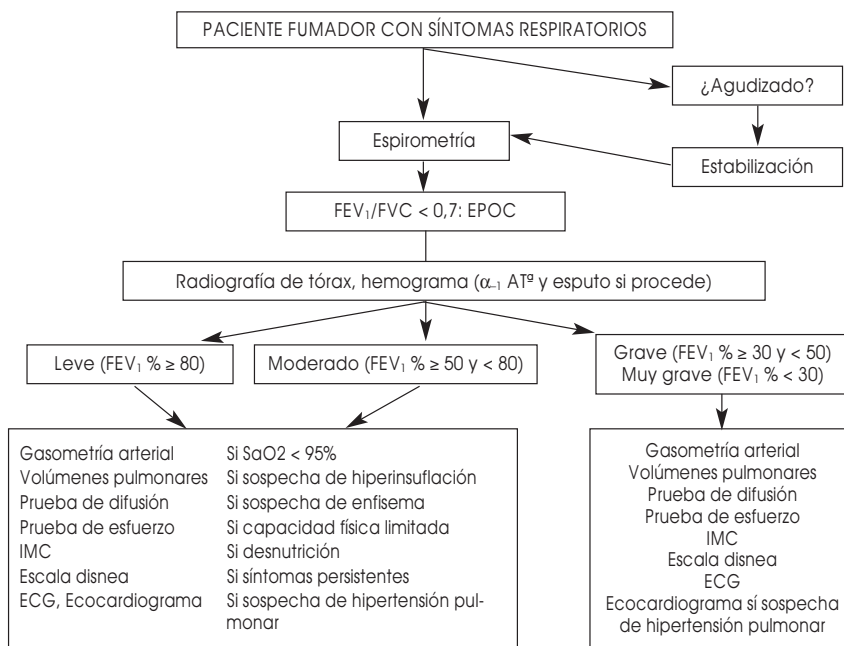 PACIENTE FUMADOR CON SÍNTOMAS RESPIRATORIOS
¿Agudizado?
Espirometría
Estabilización
FEV₁/FVC < 0,7: EPOC
Radiografía de tórax, hemograma (α₋₁ ATª y esputo si procede)
Leve (FEV₁ % ≥ 80)
Moderado (FEV₁ % ≥ 50 y < 80)
Grave (FEV₁ % ≥ 30 y < 50)
Muy grave (FEV₁ % < 30)
Gasometría arterial Si SaO2 < 95%
Volúmenes pulmonares Si sospecha de hiperinsuflación
Prueba de difusión Si sospecha de enfisema
Prueba de esfuerzo Si capacidad física limitada
IMC Si desnutrición
Escala disnea Si síntomas persistentes
ECG, Ecocardiograma Si sospecha de hipertensión pul-
monar
Gasometría arterial
Volúmenes pulmonares
Prueba de difusión
Prueba de esfuerzo
IMC
Escala disnea
ECG
Ecocardiograma sí sospecha
de hipertensión pulmonar